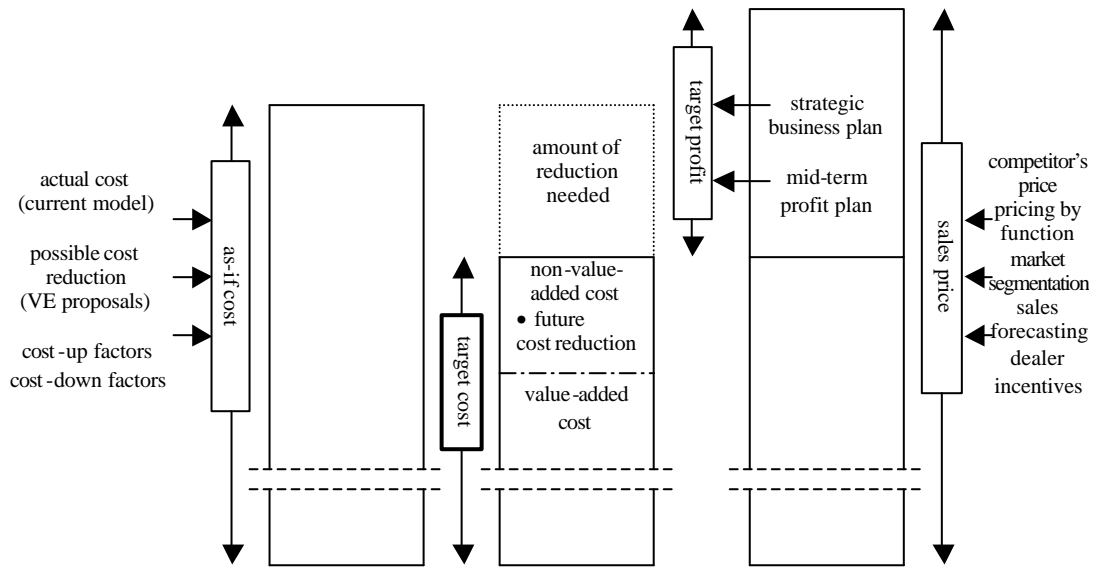 actual cost
(current model)
possible cost
reduction
(VE proposals)
cost-up factors
cost-down factors
as-if cost
target cost
amount of
reduction
needed
non-value-
added cost
• future
cost reduction
value-added
cost
target profit
strategic
business plan
mid-term
profit plan
sales price
competitor's
price
pricing by
function
market
segmentation
sales
forecasting
dealer
incentives